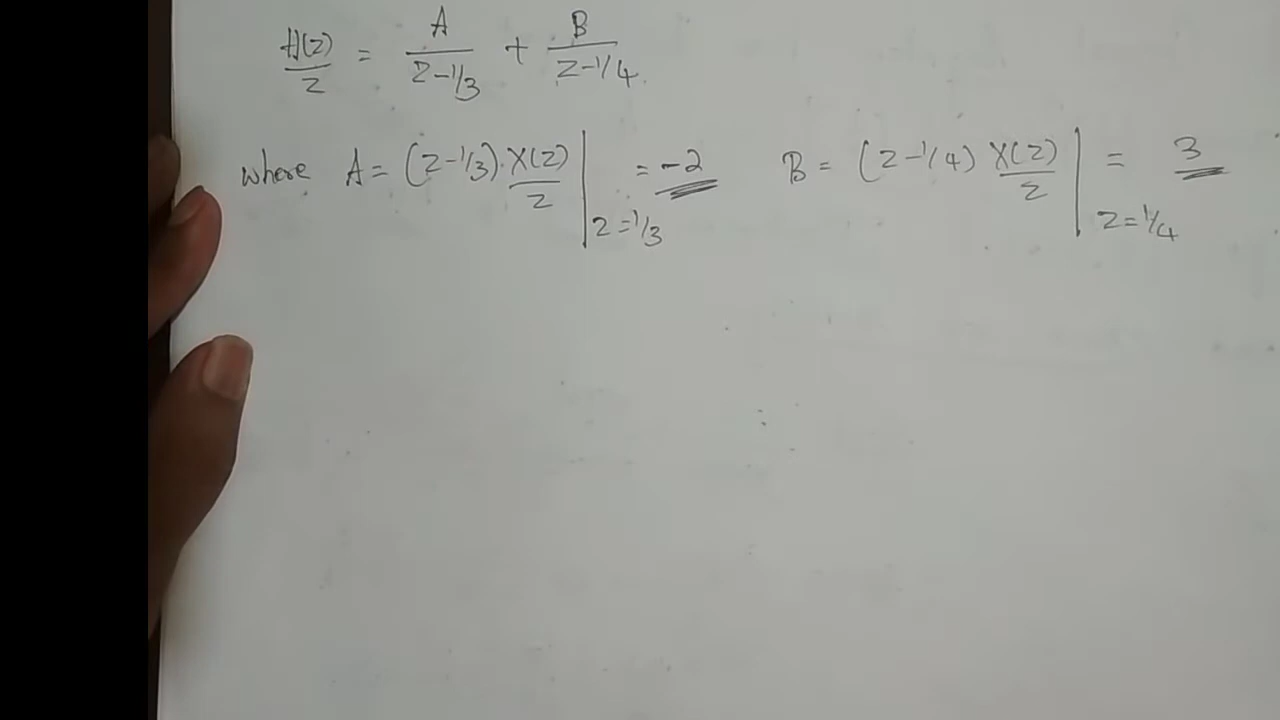 H(z)/z = A/(z-1/3) + B/(z-1/4)
where A = (z-1/3).X(z)/z |z=1/3 = -2 B = (z-1/4) X(z)/z |z=1/4 = 3